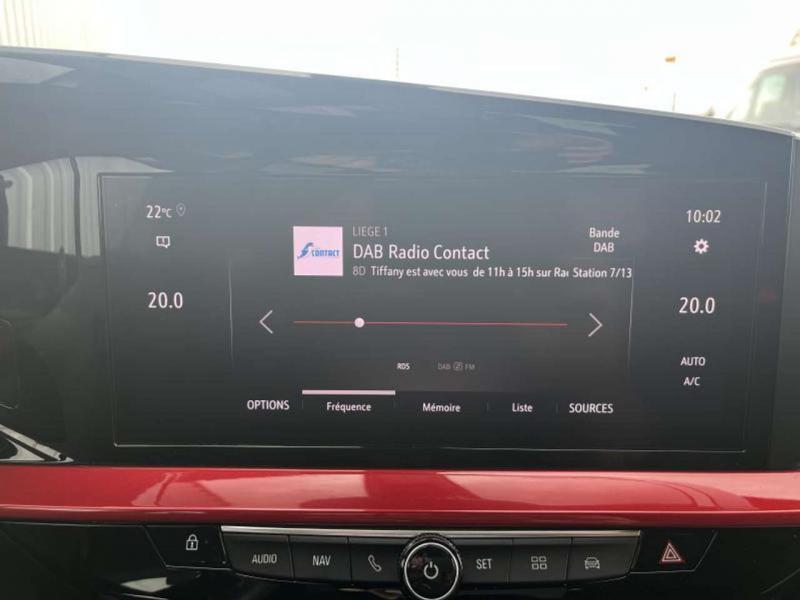 22°C
10:02
LIEGE 1
Bande
CONTACT
DAB Radio Contact
DAB
8D Tiffany est avec vous de 11h à 15h sur Ra Station 7/13
20.0
20.0
RDS
DAB FM
AUTO
A/C
OPTIONS
Fréquence
Mémoire
Liste
SOURCES
AUDIO
NAV
SET